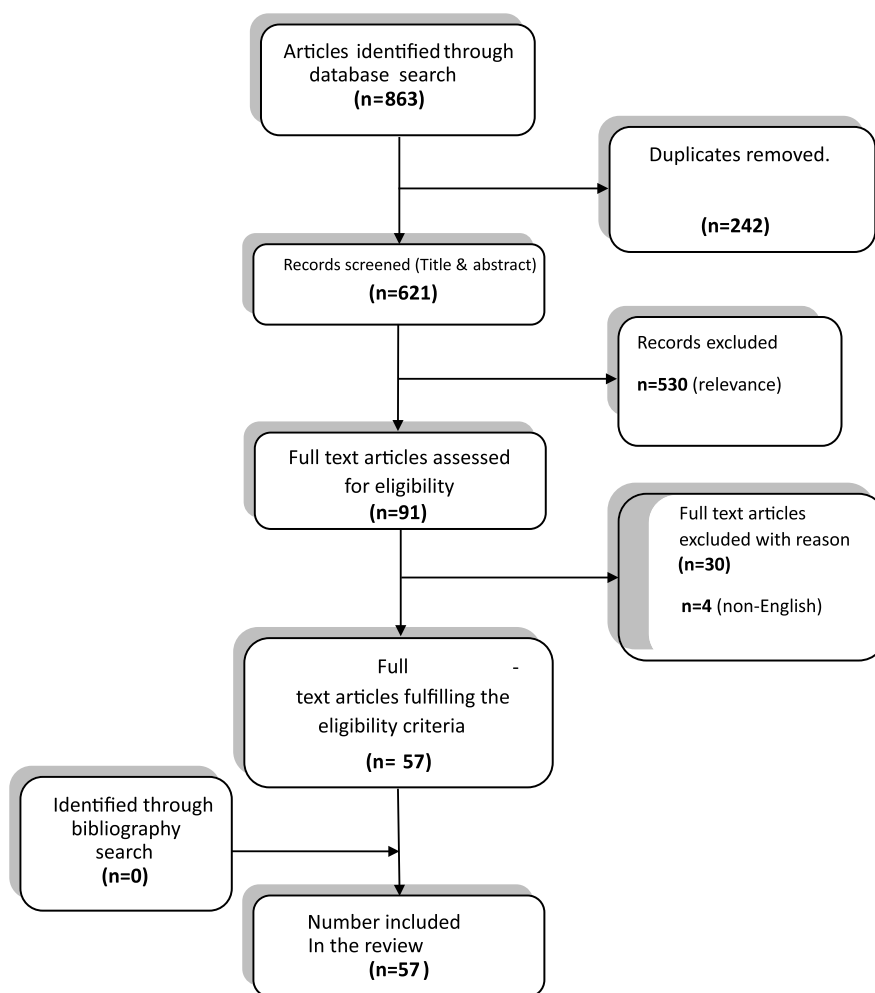 Articles identified through
database search
(n=863)
Duplicates removed.
(n=242)
Records screened (Title & abstract)
(n=621)
Records excluded
n=530 (relevance)
Full text articles assessed
for eligibility
(n=91)
Full text articles
excluded with reason
(n=30)
n=4 (non-English)
Full -
text articles fulfilling the
eligibility criteria
(n= 57)
Identified through
bibliography
search
(n=0)
Number included
In the review
(n=57)